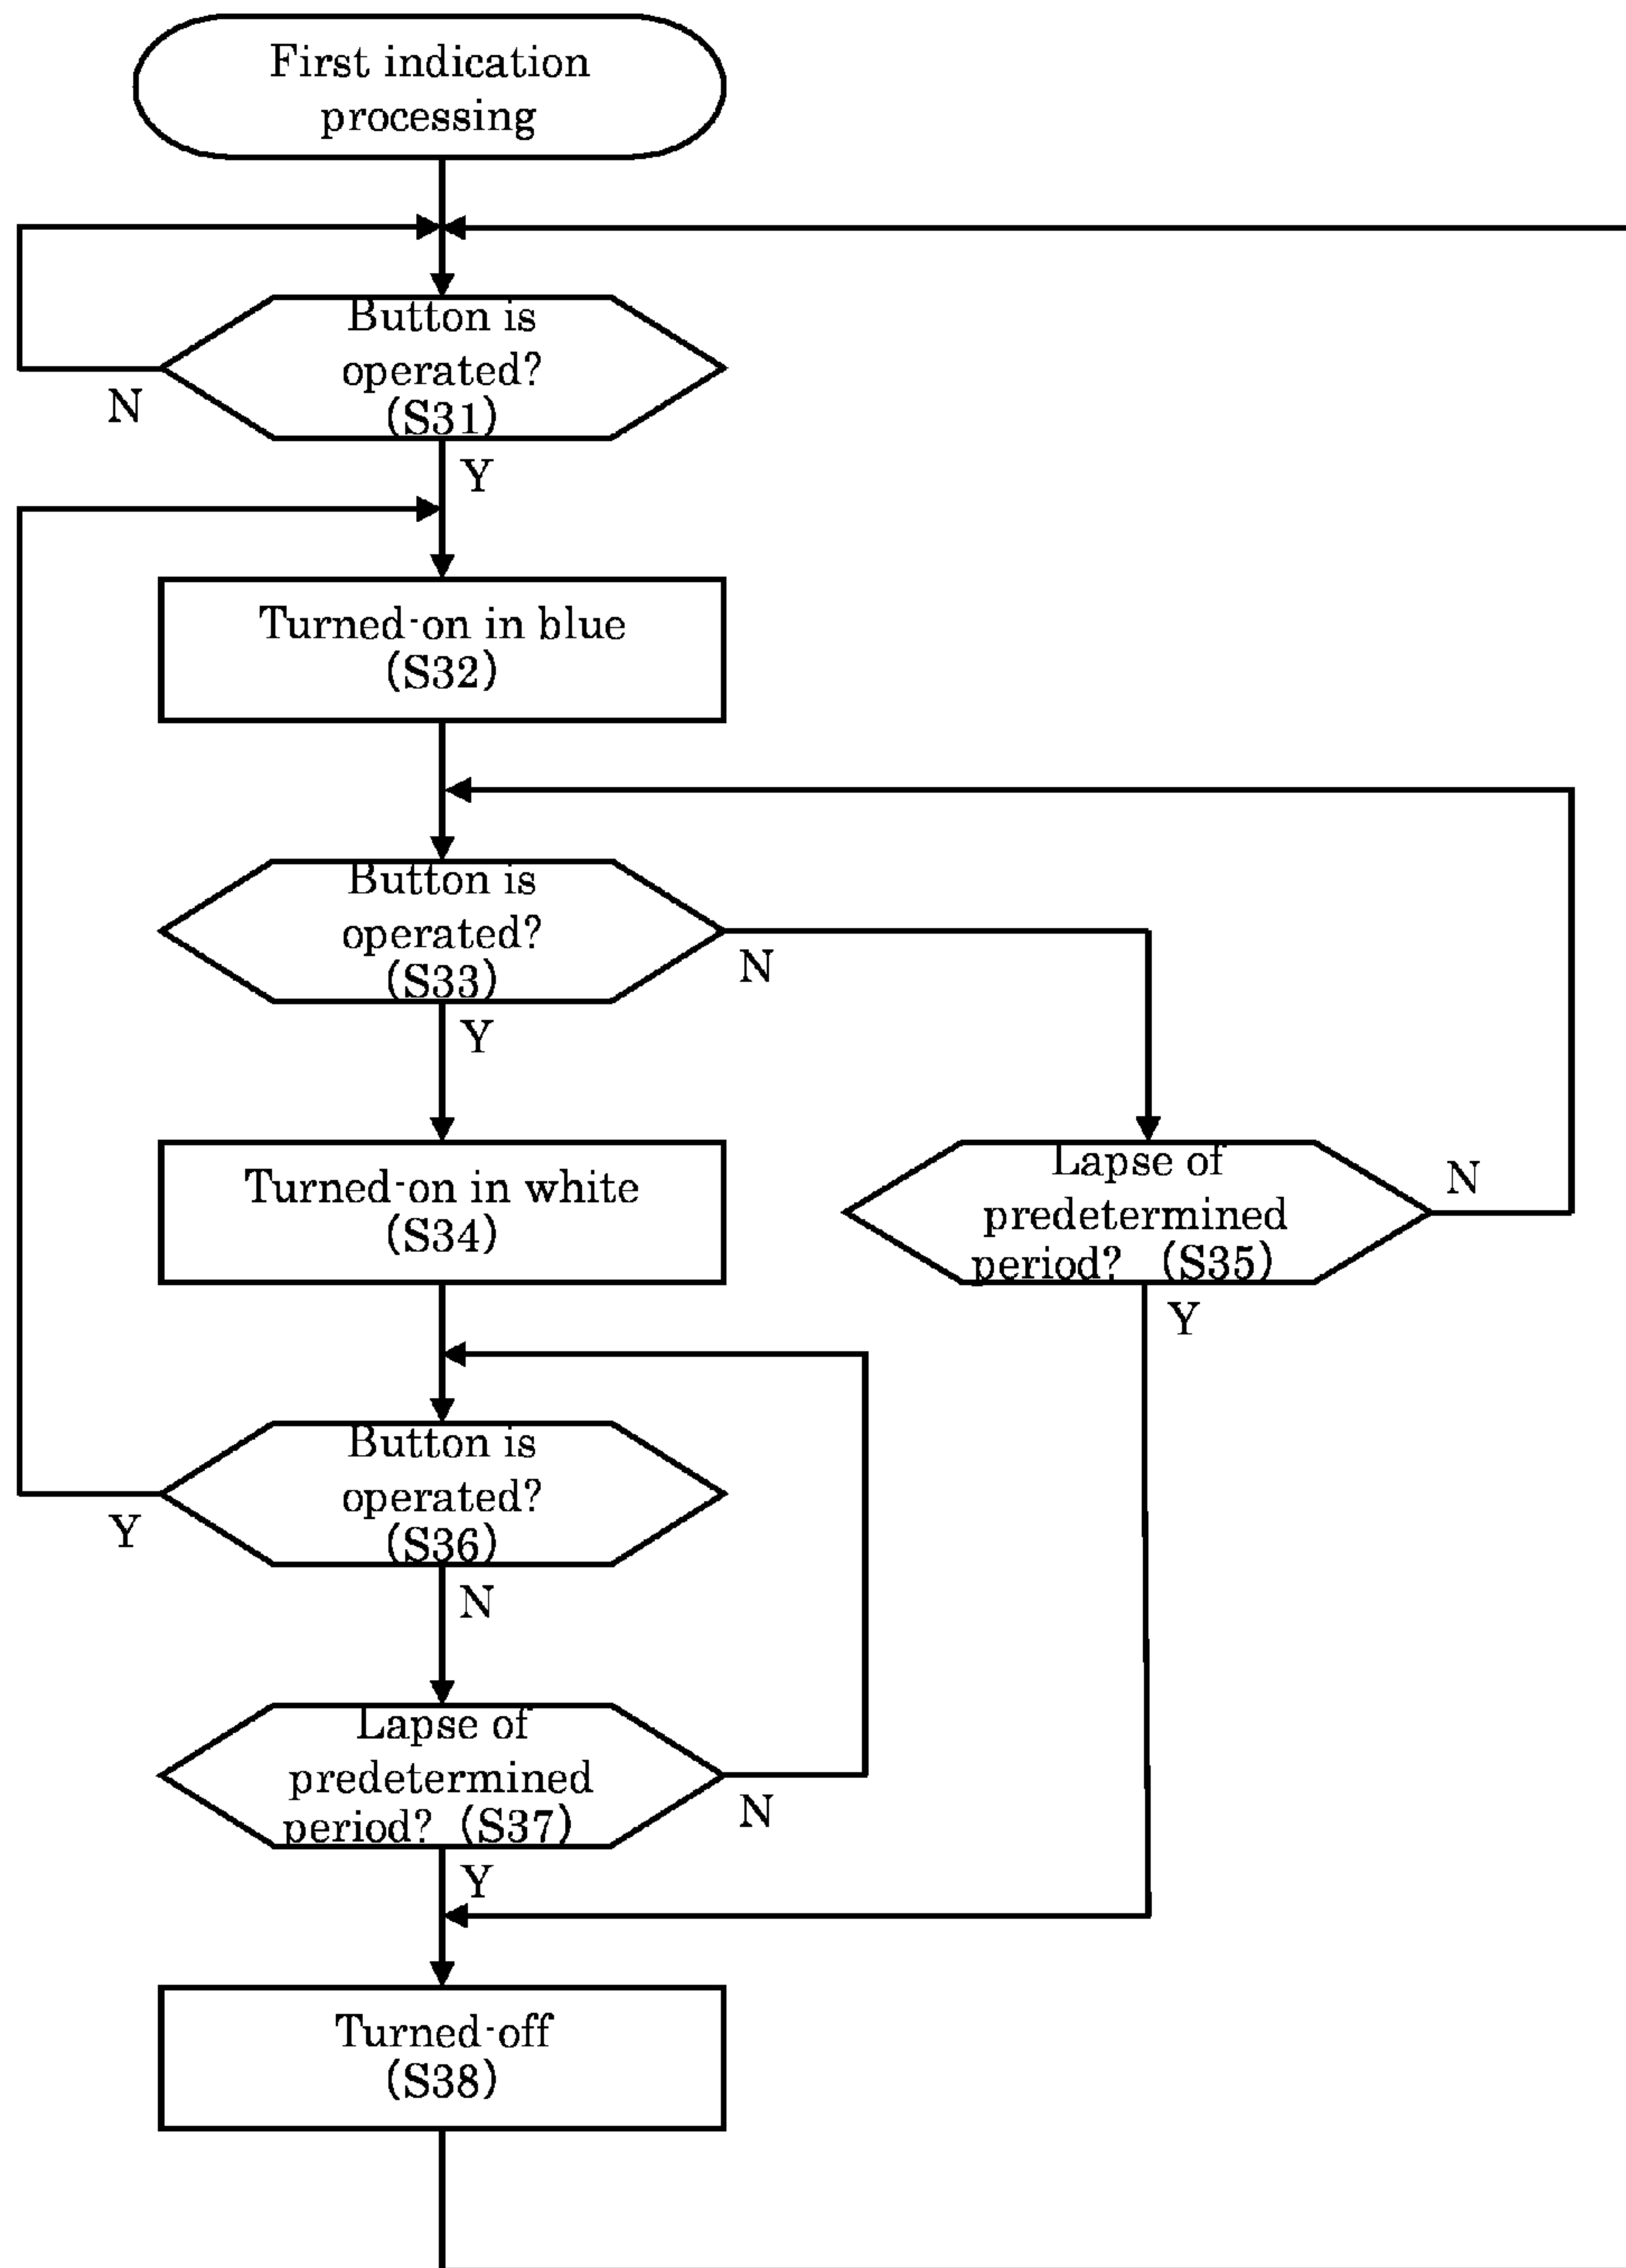 First indication
processing
Button is
operated?
(S31)
N
Y
Turned-on in blue
(S32)
Button is
operated?
(S33)
N
Y
Turned-on in white
(S34)
Lapse of
predetermined
period? (S35)
N
Y
Button is
operated?
(S36)
Y
N
Lapse of
predetermined
period? (S37)
N
Y
Turned-off
(S38)